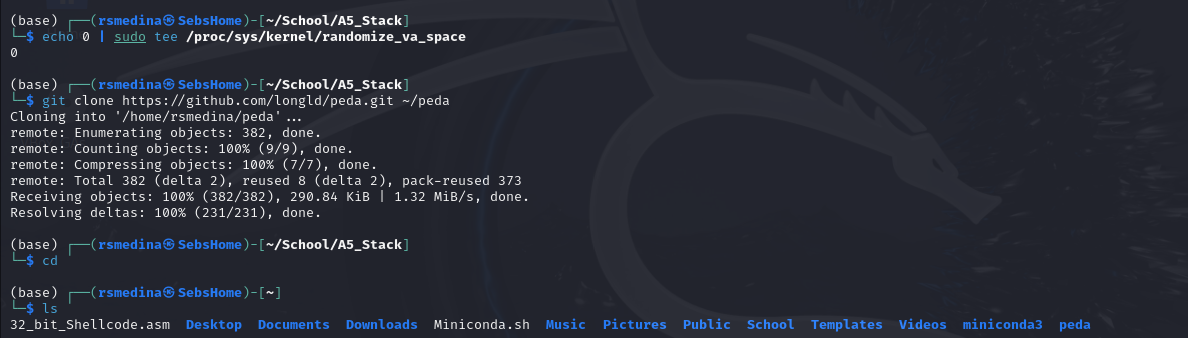 (base) ┌──(rsmedina㉿SebsHome)-[~/School/A5_Stack]
└─$ echo 0 | sudo tee /proc/sys/kernel/randomize_va_space
0
(base) ┌──(rsmedina㉿SebsHome)-[~/School/A5_Stack]
└─$ git clone https://github.com/longld/peda.git ~/peda
Cloning into '/home/rsmedina/peda'...
remote: Enumerating objects: 382, done.
remote: Counting objects: 100% (9/9), done.
remote: Compressing objects: 100% (7/7), done.
remote: Total 382 (delta 2), reused 8 (delta 2), pack-reused 373
Receiving objects: 100% (382/382), 290.84 KiB | 1.32 MiB/s, done.
Resolving deltas: 100% (231/231), done.
(base) ┌──(rsmedina㉿SebsHome)-[~/School/A5_Stack]
└─$ cd
(base) ┌──(rsmedina㉿SebsHome)-[~]
└─$ ls
32_bit_Shellcode.asm Desktop Documents Downloads Miniconda.sh Music Pictures Public School Templates Videos miniconda3 peda